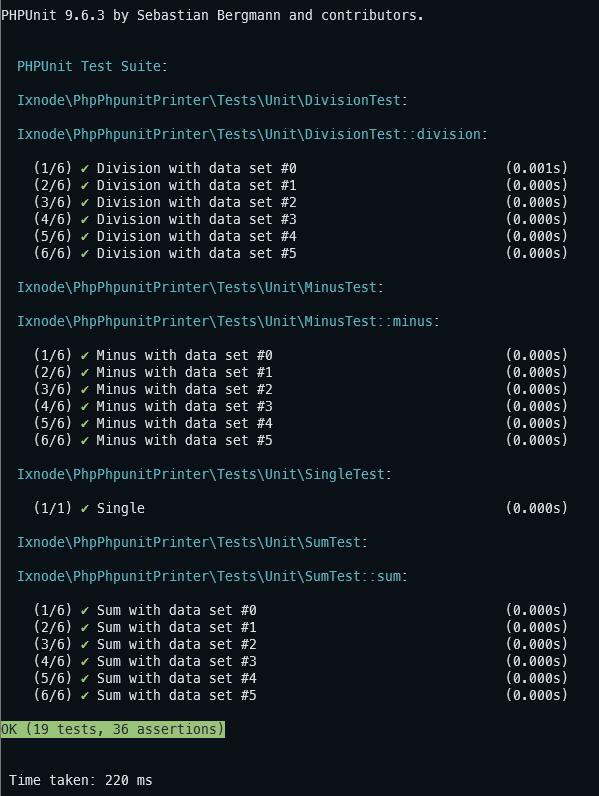 PHPUnit 9.6.3 by Sebastian Bergmann and contributors.
PHPUnit Test Suite:
Ixnode\PhpPhpunitPrinter\Tests\Unit\DivisionTest:
Ixnode\PhpPhpunitPrinter\Tests\Unit\DivisionTest::division:
(1/6) ✔ Division with data set #0 (0.001s)
(2/6) ✔ Division with data set #1 (0.000s)
(3/6) ✔ Division with data set #2 (0.000s)
(4/6) ✔ Division with data set #3 (0.000s)
(5/6) ✔ Division with data set #4 (0.000s)
(6/6) ✔ Division with data set #5 (0.000s)
Ixnode\PhpPhpunitPrinter\Tests\Unit\MinusTest:
Ixnode\PhpPhpunitPrinter\Tests\Unit\MinusTest::minus:
(1/6) ✔ Minus with data set #0 (0.000s)
(2/6) ✔ Minus with data set #1 (0.000s)
(3/6) ✔ Minus with data set #2 (0.000s)
(4/6) ✔ Minus with data set #3 (0.000s)
(5/6) ✔ Minus with data set #4 (0.000s)
(6/6) ✔ Minus with data set #5 (0.000s)
Ixnode\PhpPhpunitPrinter\Tests\Unit\SingleTest:
(1/1) ✔ Single (0.000s)
Ixnode\PhpPhpunitPrinter\Tests\Unit\SumTest:
Ixnode\PhpPhpunitPrinter\Tests\Unit\SumTest::sum:
(1/6) ✔ Sum with data set #0 (0.000s)
(2/6) ✔ Sum with data set #1 (0.000s)
(3/6) ✔ Sum with data set #2 (0.000s)
(4/6) ✔ Sum with data set #3 (0.000s)
(5/6) ✔ Sum with data set #4 (0.000s)
(6/6) ✔ Sum with data set #5 (0.000s)
OK (19 tests, 36 assertions)
Time taken: 220 ms